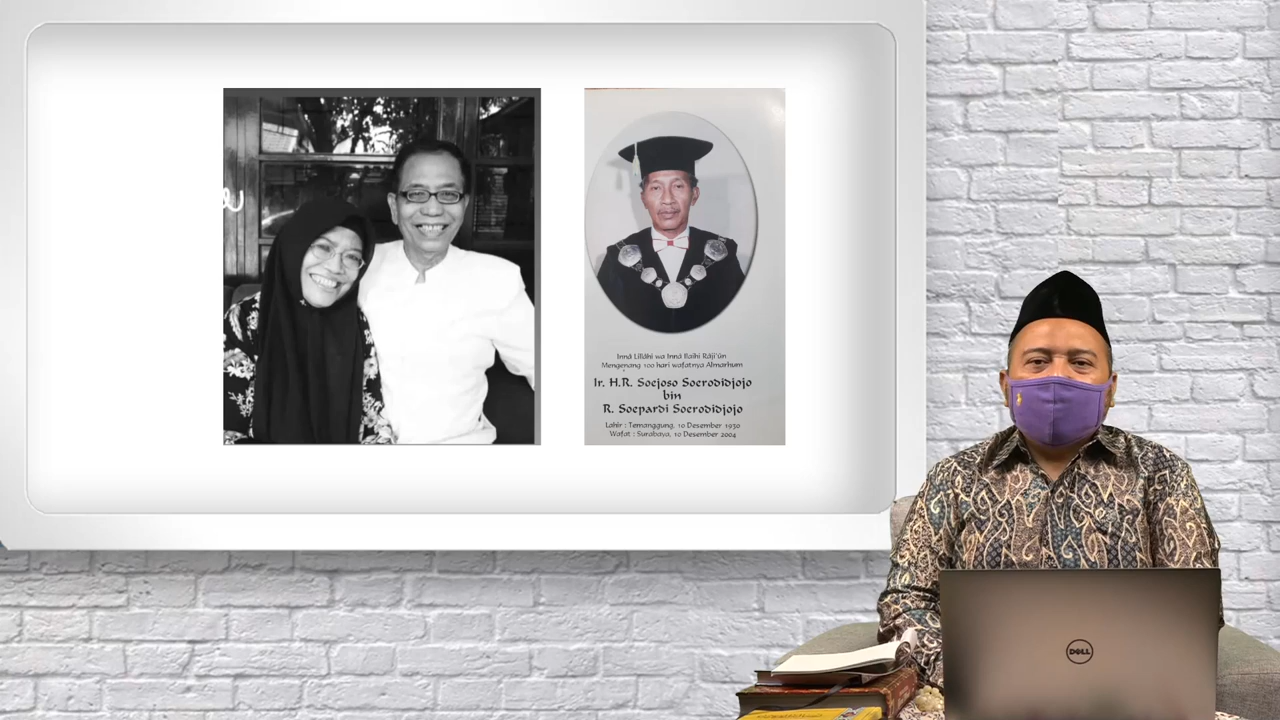 Innā Lillāhi wa Innā Ilaihi Rāji'ūn
Mengenang 100 hari wafatnya Almarhum
Ir. H.R. Soejoso Soerodidjojo
bin
R. Soepardi Soerodidjojo
Lahir : Temanggung, 10 Desember 1930
Wafat : Surabaya, 10 Desember 2004
DELL